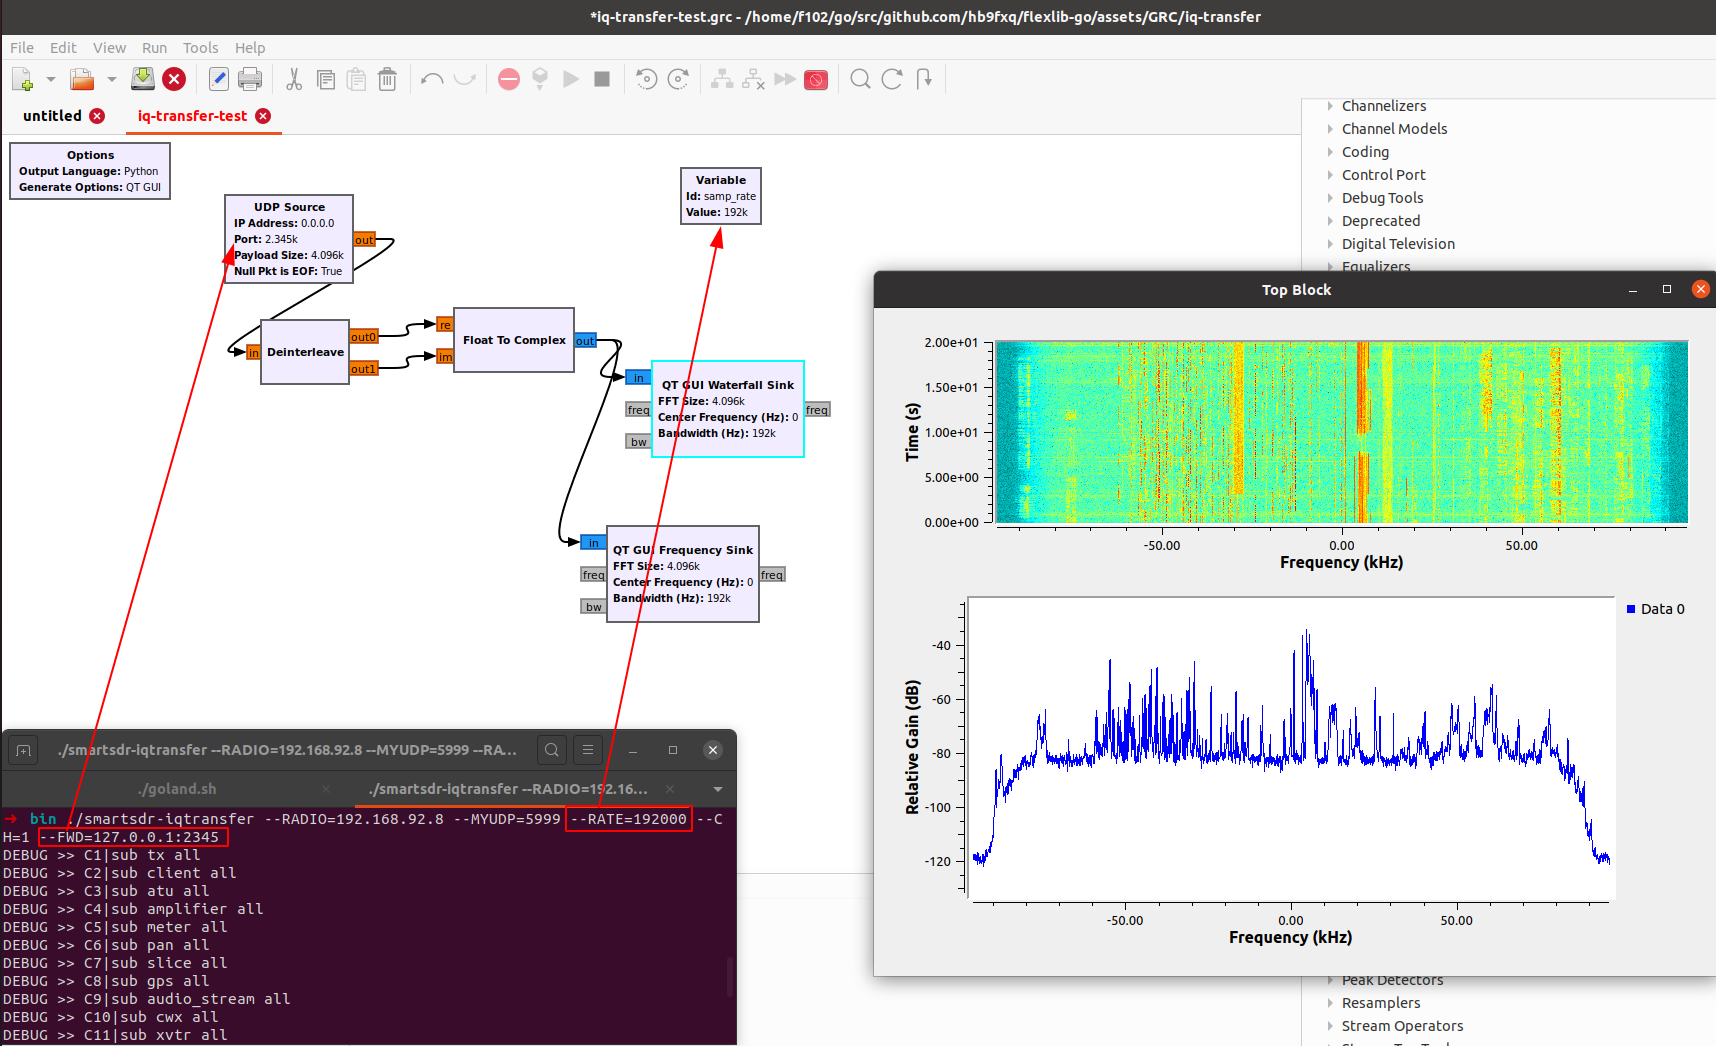 *iq-transfer-test.grc - /home/f102/go/src/github.com/hb9fxq/flexlib-go/assets/GRC/iq-transfer
File Edit View Run Tools Help
untitled
iq-transfer-test
Options
Output Language: Python
Generate Options: QT GUI
UDP Source
IP Address: 0.0.0.0
Port: 2.345k
Payload Size: 4.096k
Null Pkt is EOF: True
out
Variable
Id: samp_rate
Value: 192k
in
Deinterleave
out0
out1
re
im
Float To Complex
out
in
freq
bw
QT GUI Waterfall Sink
FFT Size: 4.096k
Center Frequency (Hz): 0
Bandwidth (Hz): 192k
freq
in
freq
bw
QT GUI Frequency Sink
FFT Size: 4.096k
Center Frequency (Hz): 0
Bandwidth (Hz): 192k
freq
Channelizers
Channel Models
Coding
Control Port
Debug Tools
Deprecated
Digital Television
Equalizers
Top Block
2.00e+01
1.50e+01
1.00e+01
5.00e+00
0.00e+00
Time (s)
-50.00 0.00 50.00
Frequency (kHz)
Data 0
-40
-60
-80
-100
-120
Relative Gain (dB)
-50.00 0.00 50.00
Frequency (kHz)
Peak Detectors
Resamplers
Stream Operators
./smartsdr-iqtransfer --RADIO=192.168.92.8 --MYUDP=5999 --RA...
./goland.sh
./smartsdr-iqtransfer --RADIO=192.16...
➜ bin ./smartsdr-iqtransfer --RADIO=192.168.92.8 --MYUDP=5999 --RATE=192000 --C
H=1 --FWD=127.0.0.1:2345
DEBUG >> C1|sub tx all
DEBUG >> C2|sub client all
DEBUG >> C3|sub atu all
DEBUG >> C4|sub amplifier all
DEBUG >> C5|sub meter all
DEBUG >> C6|sub pan all
DEBUG >> C7|sub slice all
DEBUG >> C8|sub gps all
DEBUG >> C9|sub audio_stream all
DEBUG >> C10|sub cwx all
DEBUG >> C11|sub xvtr all